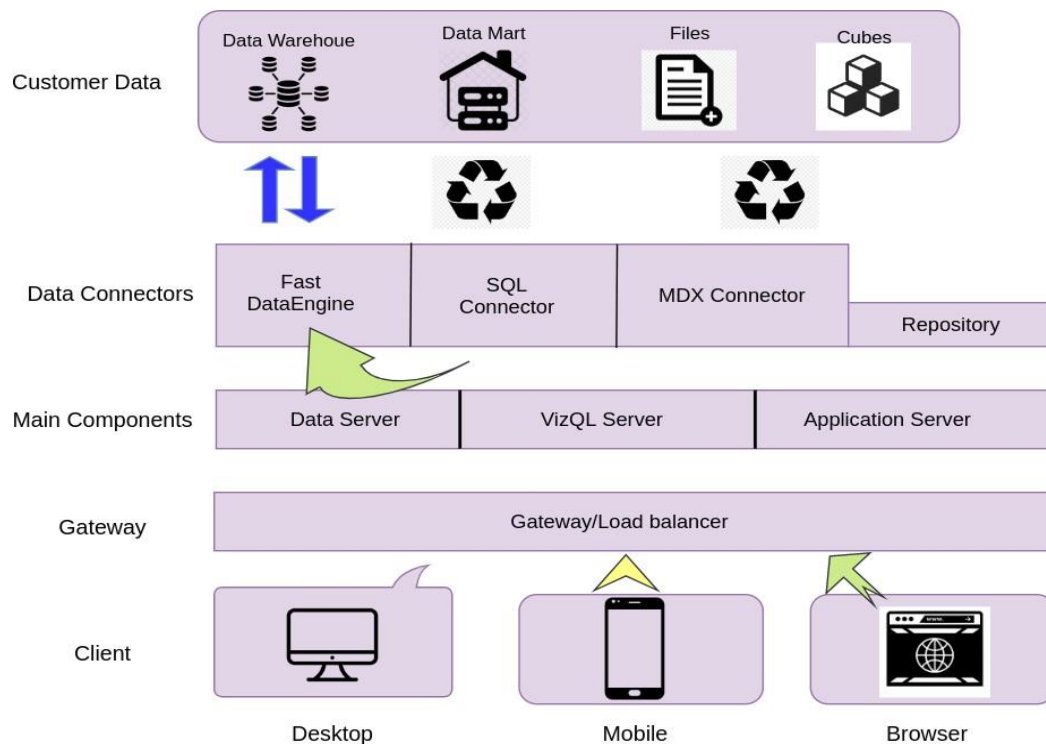 Customer Data
Data Warehoue
Data Mart
Files
Cubes
Data Connectors
Fast
DataEngine
SQL
Connector
MDX Connector
Repository
Main Components
Data Server
VizQL Server
Application Server
Gateway
Gateway/Load balancer
Client
www.
Desktop
Mobile
Browser